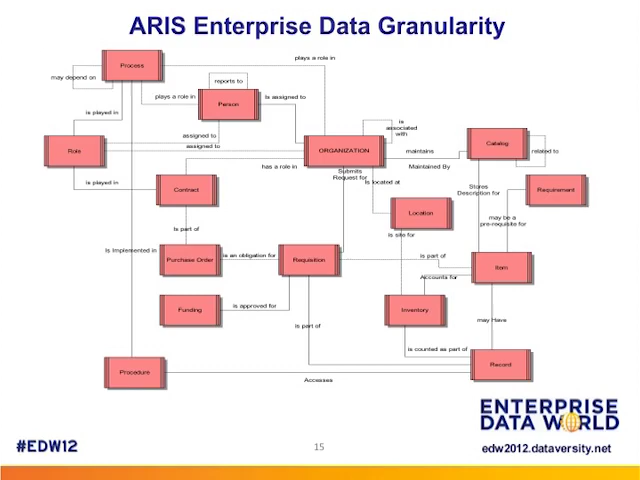 ARIS Enterprise Data Granularity
plays a role in
Process
may depend on
reports to
plays a role in
Person
Is assigned to
is played in
is
associated
with
assigned to
Catalog
Role
assigned to
ORGANIZATION
maintains
related to
has a role in
Maintained By
Submits
Request for
Is played in
Contract
Is located at
Stores
Description for
Requirement
Location
may be a
pre-requisite for
Is part of
is site for
Is Implemented in
Purchase Order
is an obligation for
Requisition
is part of
Item
Accounts for
Funding
is approved for
Inventory
may Have
Is part of
is counted as part of
Record
Procedure
Accesses
ENTERPRISE
DATA WORLD
#EDW12
15
edw2012.dataversity.net